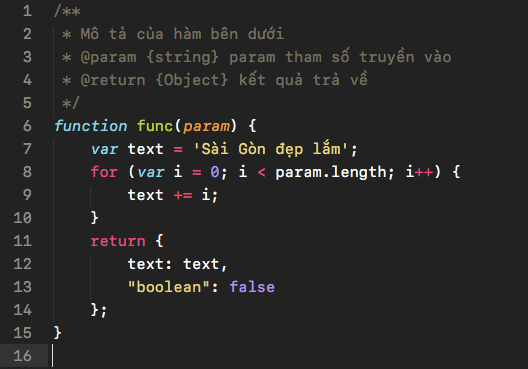 1 /**
2  * Mô tả của hàm bên dưới
3  * @param {string} param tham số truyền vào
4  * @return {Object} kết quả trả về
5  */
6 function func(param) {
7     var text = 'Sài Gòn đẹp lắm';
8     for (var i = 0; i < param.length; i++) {
9         text += i;
10     }
11     return {
12         text: text,
13         "boolean": false
14     };
15 }
16